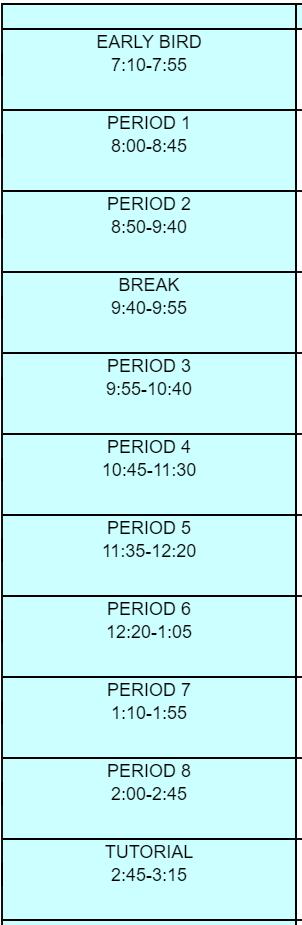 EARLY BIRD
7:10-7:55
PERIOD 1
8:00-8:45
PERIOD 2
8:50-9:40
BREAK
9:40-9:55
PERIOD 3
9:55-10:40
PERIOD 4
10:45-11:30
PERIOD 5
11:35-12:20
PERIOD 6
12:20-1:05
PERIOD 7
1:10-1:55
PERIOD 8
2:00-2:45
TUTORIAL
2:45-3:15